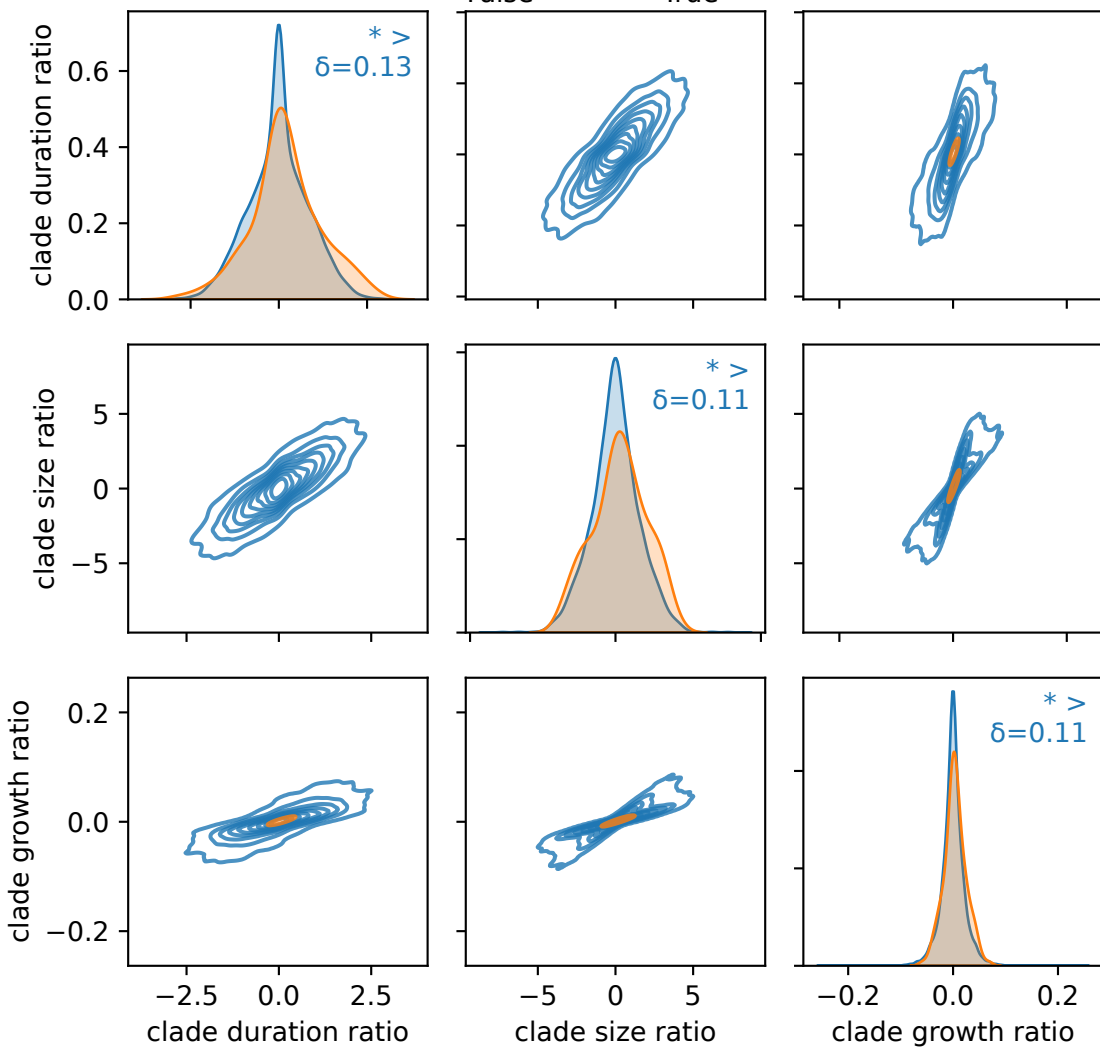 False True
clade duration ratio
0.6
0.4
0.2
0.0
* >
δ=0.13
clade size ratio
5
0
−5
* >
δ=0.11
clade growth ratio
0.2
0.0
−0.2
* >
δ=0.11
−2.5 0.0 2.5
−5 0 5
−0.2 0.0 0.2
clade duration ratio
clade size ratio
clade growth ratio